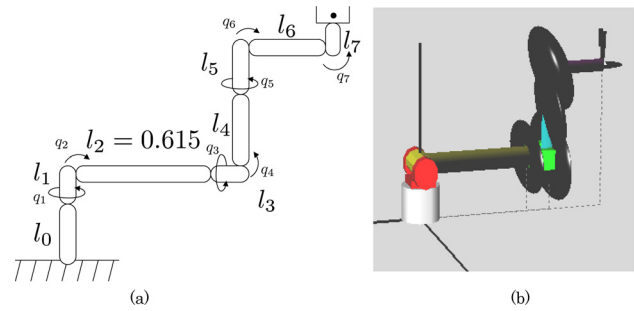 q₆
l₆
l₇
l₅
q₇
q₅
l₄
q₂
l₂ = 0.615
q₃
l₁
q₄
q₁
l₃
l₀
(a)
(b)